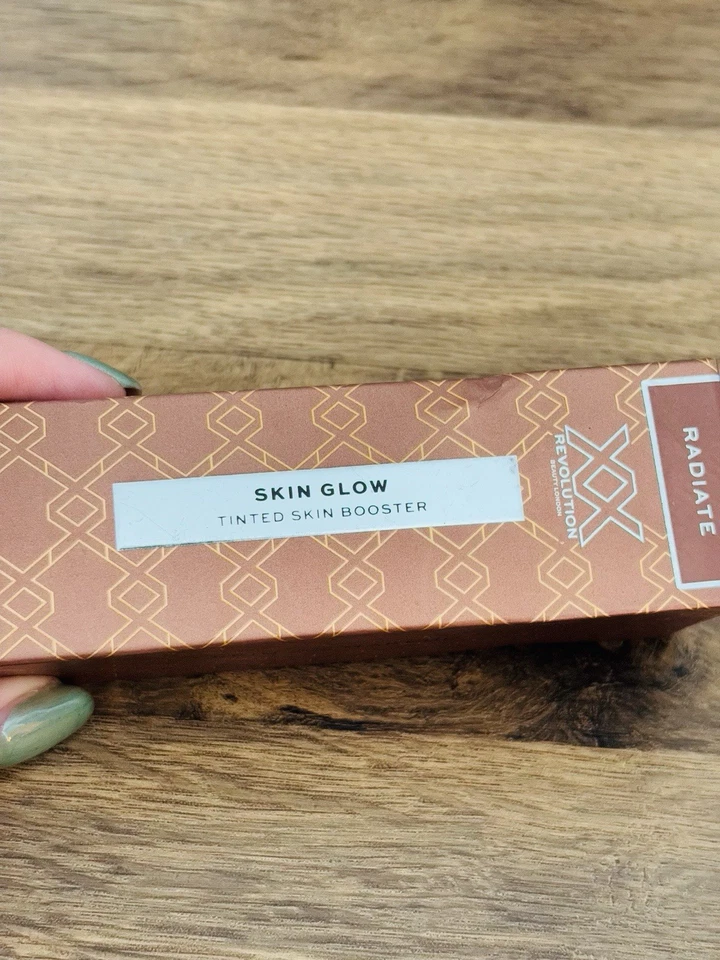 SKIN GLOW
TINTED SKIN BOOSTER
XX
REVOLUTION
BEAUTY LONDON
RADIATE